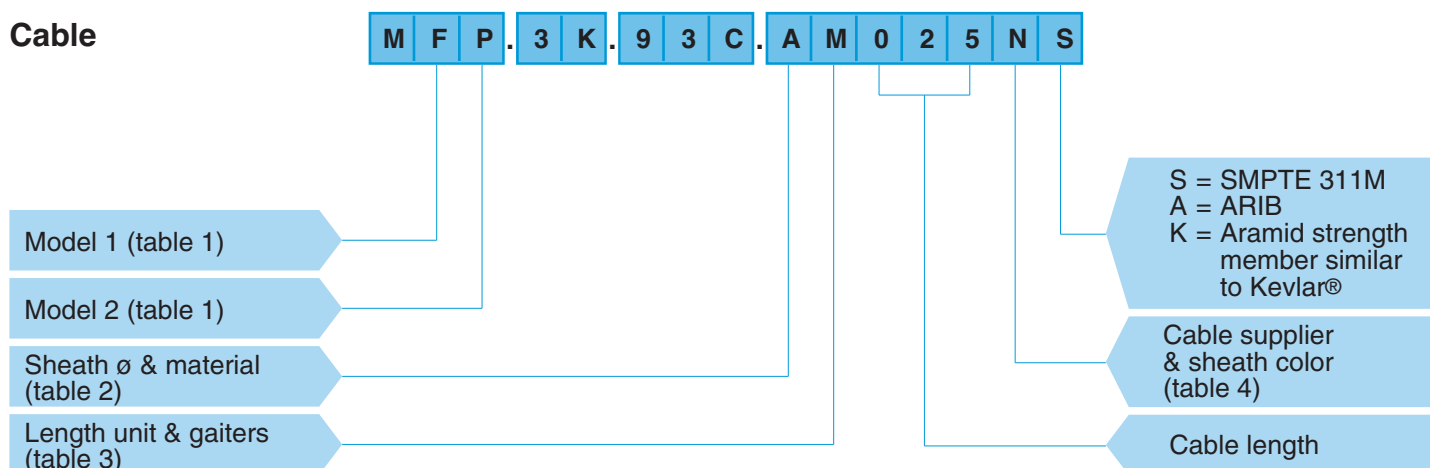 Cable
MFP.3K.93C.AM025NS
Model 1 (table 1)
Model 2 (table 1)
Sheath ø & material
(table 2)
Length unit & gaiters
(table 3)
S = SMPTE 311M
A = ARIB
K = Aramid strength
member similar
to Kevlar®
Cable supplier
& sheath color
(table 4)
Cable length